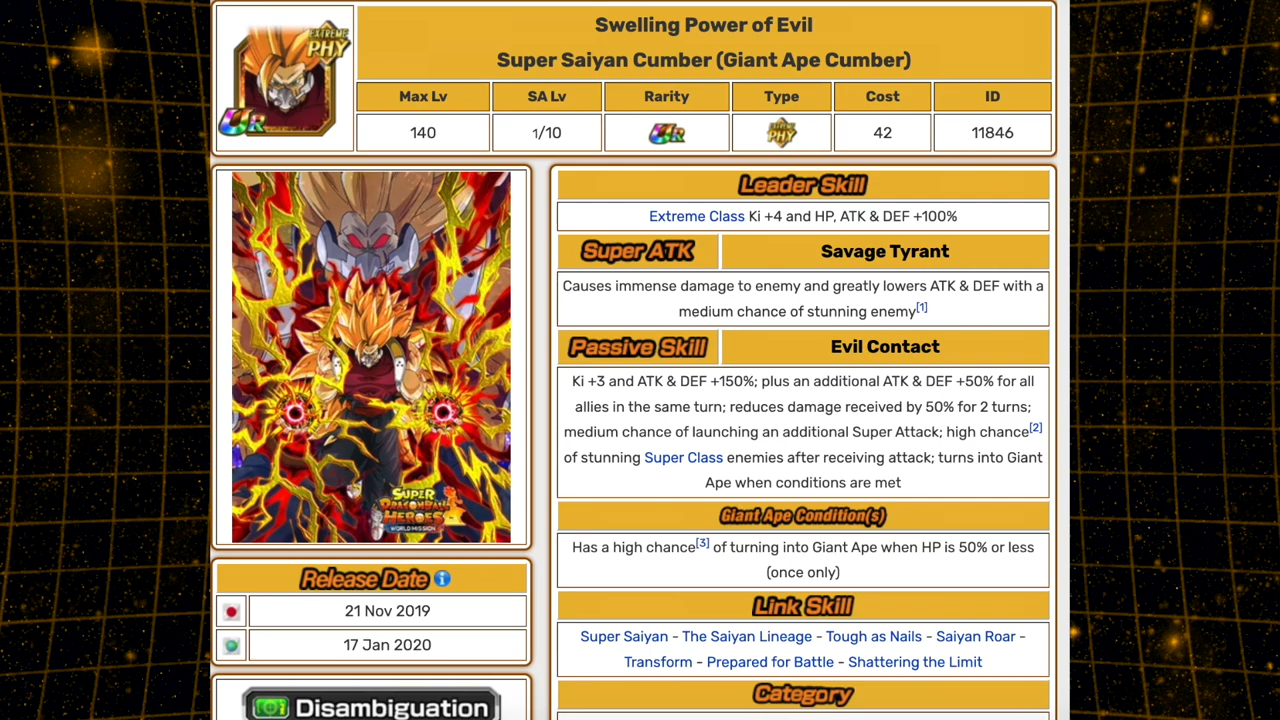 Swelling Power of Evil
Super Saiyan Cumber (Giant Ape Cumber)
EXTREME
PHY
UR
Max Lv SA Lv Rarity Type Cost ID
140 1/10 UR EXTREME PHY 42 11846
Leader Skill
Extreme Class Ki +4 and HP, ATK & DEF +100%
Super ATK Savage Tyrant
Causes immense damage to enemy and greatly lowers ATK & DEF with a
medium chance of stunning enemy[1]
Passive Skill Evil Contact
Ki +3 and ATK & DEF +150%; plus an additional ATK & DEF +50% for all
allies in the same turn; reduces damage received by 50% for 2 turns;
medium chance of launching an additional Super Attack; high chance[2]
of stunning Super Class enemies after receiving attack; turns into Giant
Ape when conditions are met
Giant Ape Condition(s)
Has a high chance[3] of turning into Giant Ape when HP is 50% or less
(once only)
Link Skill
Super Saiyan - The Saiyan Lineage - Tough as Nails - Saiyan Roar -
Transform - Prepared for Battle - Shattering the Limit
Category
SUPER
DRAGONBALL
HEROES
WORLD MISSION
Release Date i
21 Nov 2019
17 Jan 2020
Disambiguation